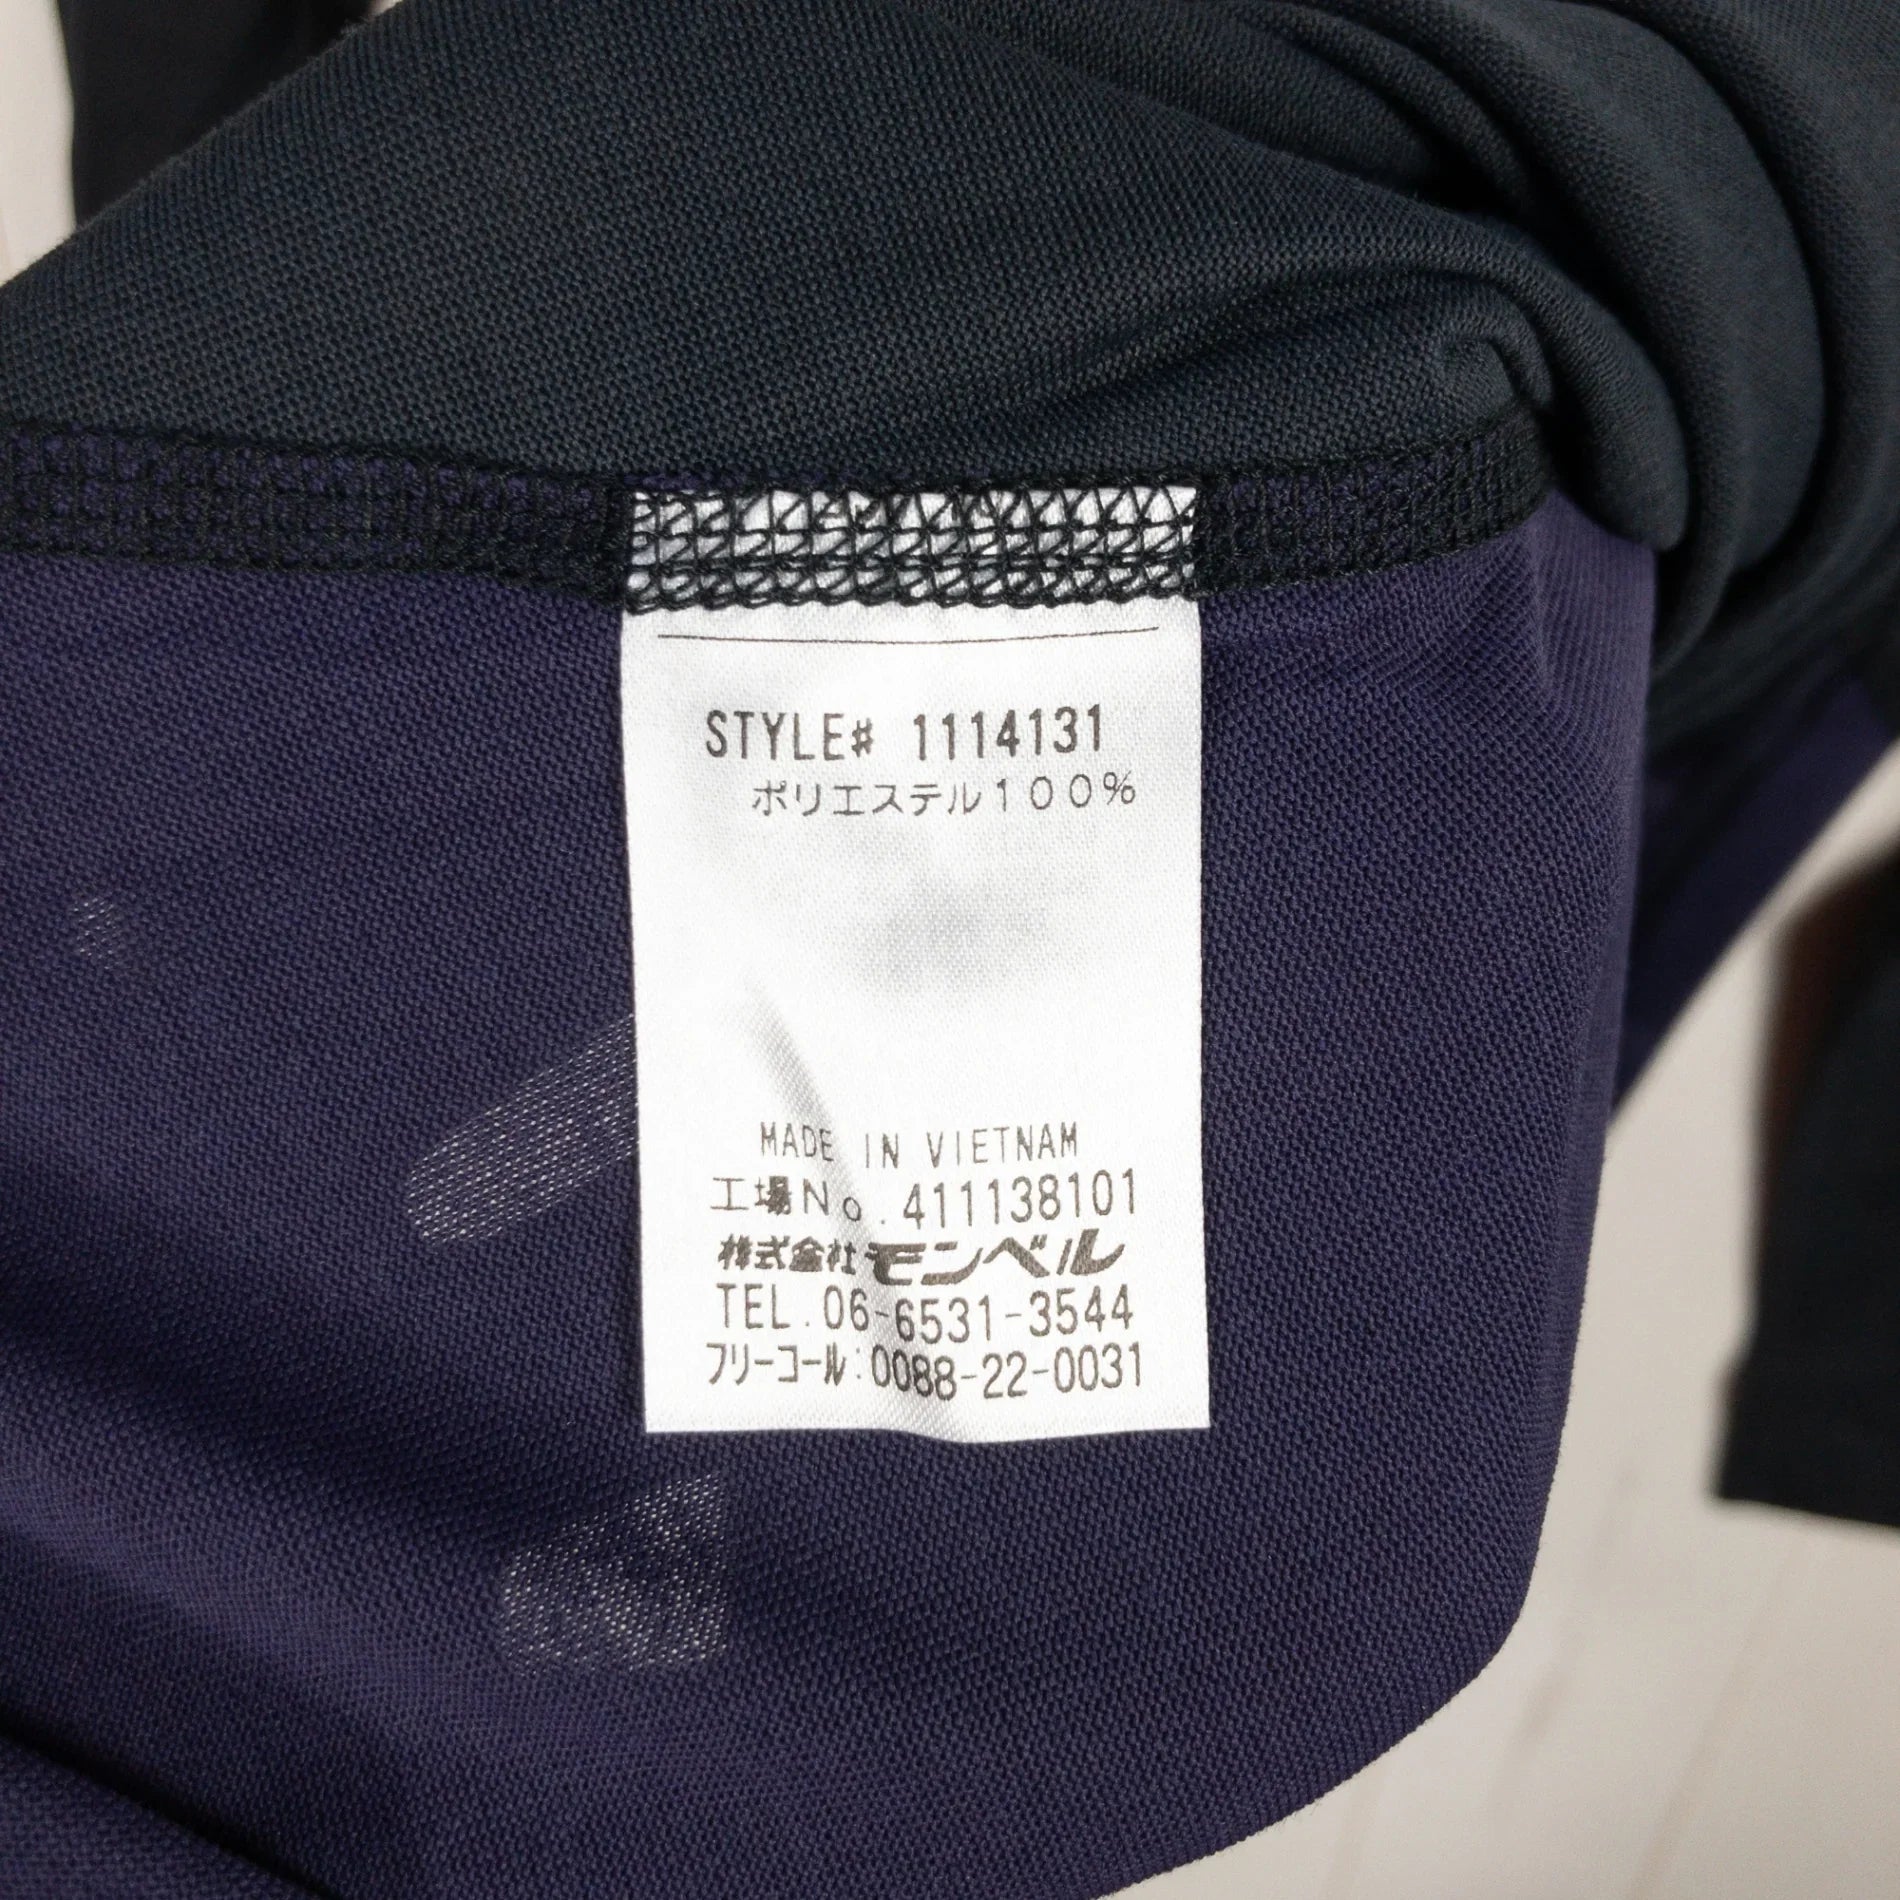 STYLE# 1114131
ポリエステル100%
MADE IN VIETNAM
工場No.411138101
株式会社モンベル
TEL.06-6531-3544
フリーコール:0088-22-0031